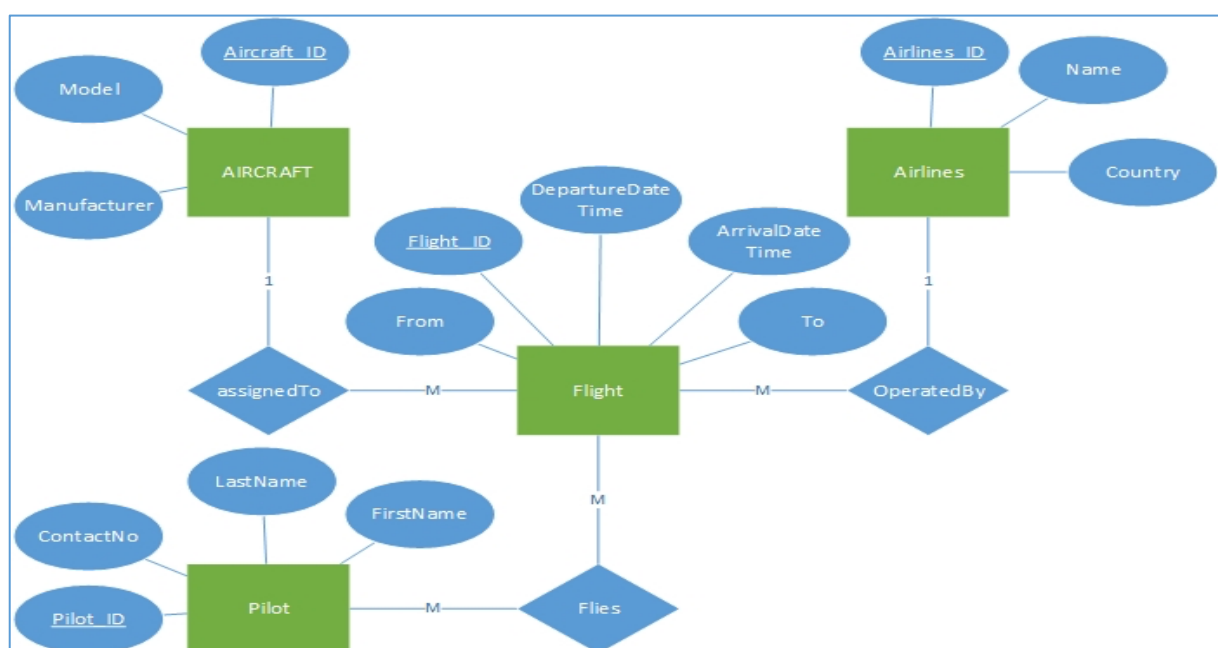 Aircraft_ID
Airlines_ID
Name
Model
AIRCRAFT
Airlines
Country
Manufacturer
DepartureDate
Time
Flight_ID
ArrivalDate
Time
1
1
From
To
assignedTo
M
Flight
M
OperatedBy
LastName
M
FirstName
ContactNo
Pilot_ID
Pilot
M
Flies